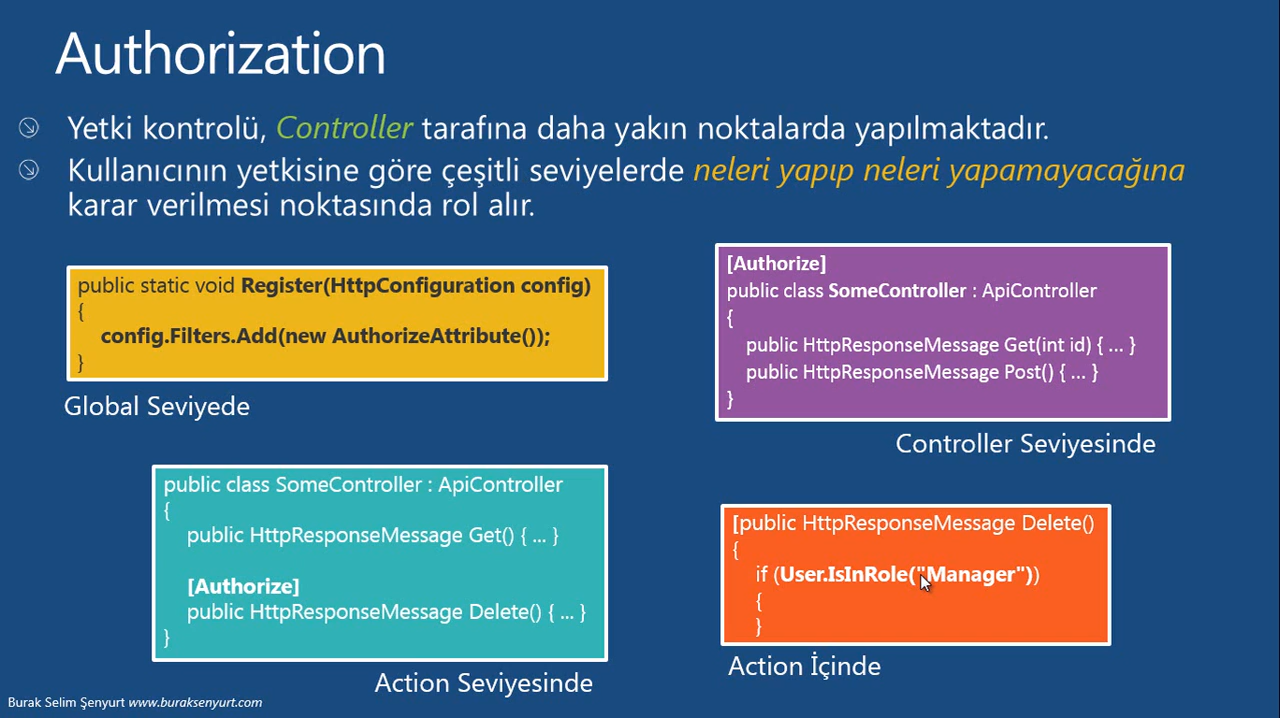 Authorization
Yetki kontrolü, Controller tarafına daha yakın noktalarda yapılmaktadır.
Kullanıcının yetkisine göre çeşitli seviyelerde neleri yapıp neleri yapamayacağına
karar verilmesi noktasında rol alır.
public static void Register(HttpConfiguration config)
{
config.Filters.Add(new AuthorizeAttribute());
}
Global Seviyede
[Authorize]
public class SomeController : ApiController
{
public HttpResponseMessage Get(int id) { ... }
public HttpResponseMessage Post() { ... }
}
Controller Seviyesinde
public class SomeController : ApiController
{
public HttpResponseMessage Get() { ... }
[Authorize]
public HttpResponseMessage Delete() { ... }
}
Action Seviyesinde
[public HttpResponseMessage Delete()
{
if (User.IsInRole("Manager"))
{
}
Action İçinde
Burak Selim Şenyurt www.buraksenyurt.com